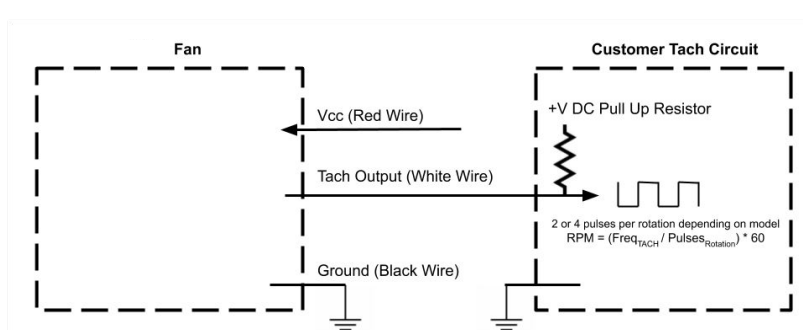 Fan
Customer Tach Circuit
Vcc (Red Wire)
+V DC Pull Up Resistor
Tach Output (White Wire)
2 or 4 pulses per rotation depending on model
RPM = (FreqTACH / PulsesRotation) * 60
Ground (Black Wire)